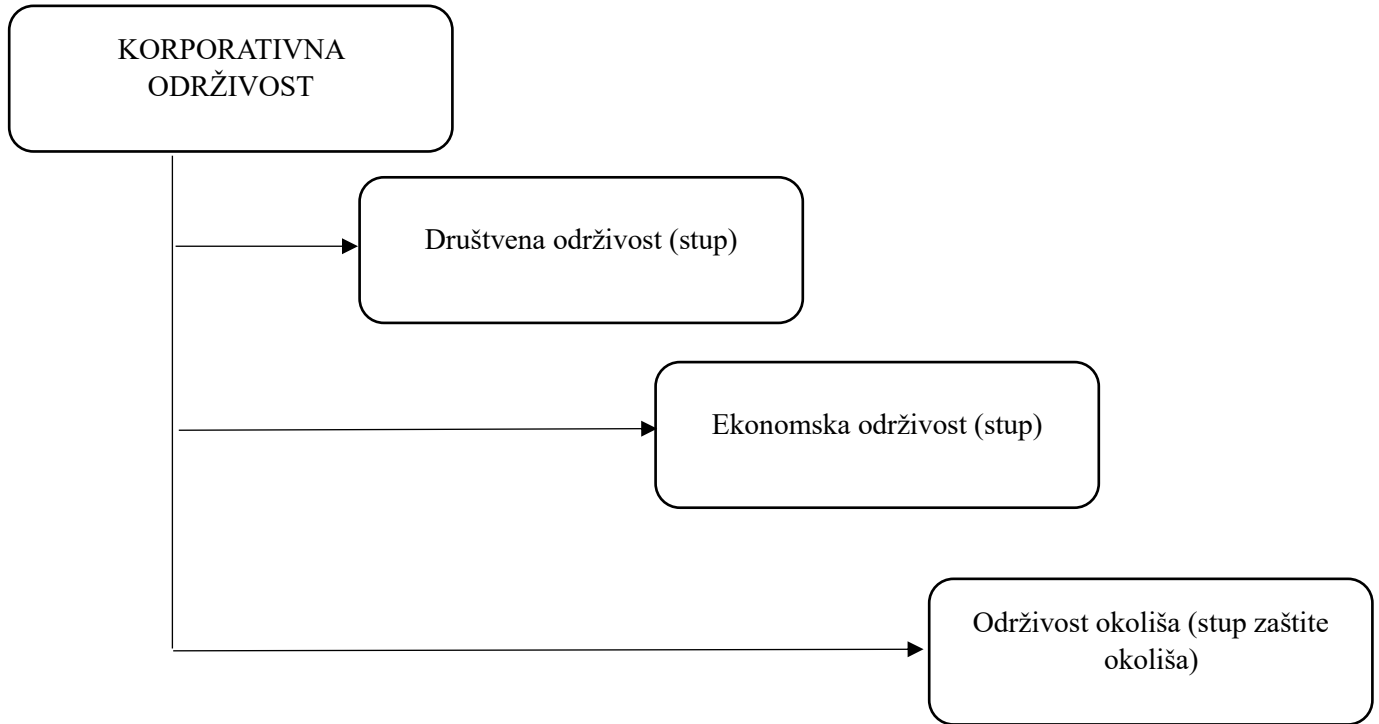 KORPORATIVNA
ODRŽIVOST
Društvena održivost (stup)
Ekonomska održivost (stup)
Održivost okoliša (stup zaštite
okoliša)